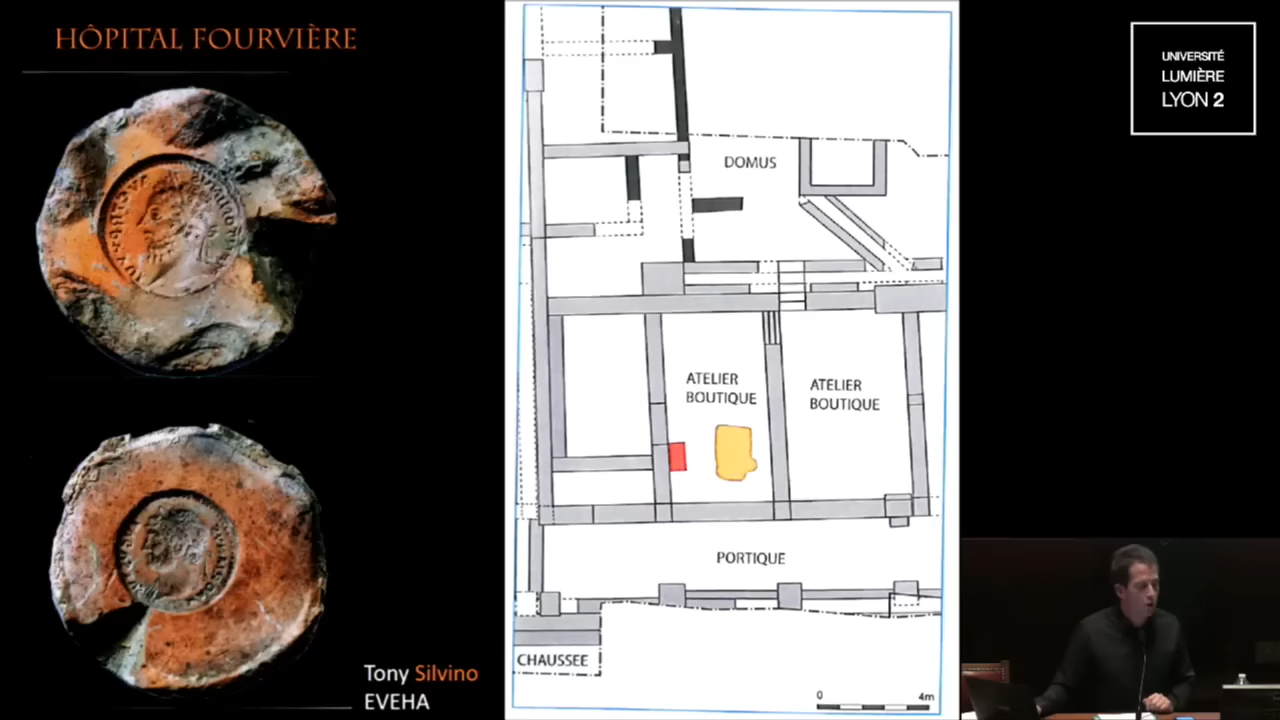 HÔPITAL FOURVIÈRE
Tony Silvino
EVEHA
DOMUS
ATELIER
BOUTIQUE
ATELIER
BOUTIQUE
PORTIQUE
CHAUSSEE
0 4m
UNIVERSITÉ
LUMIÈRE
LYON 2